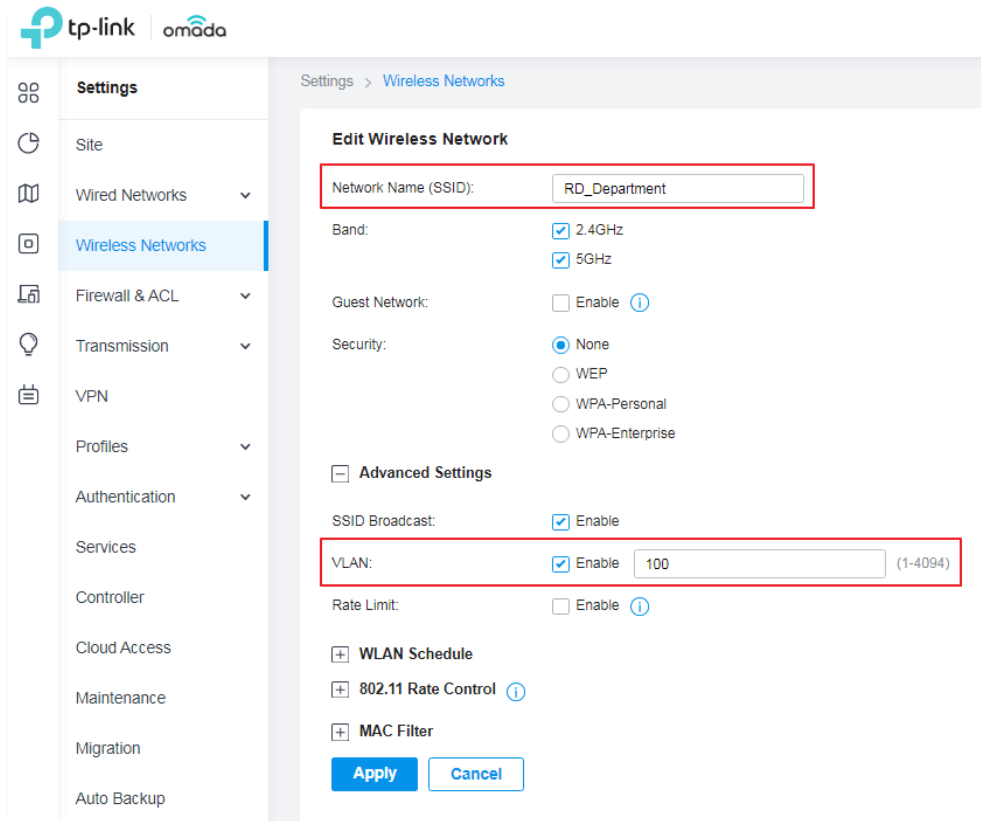 tp-link omada
Settings
Site
Wired Networks
Wireless Networks
Firewall & ACL
Transmission
VPN
Profiles
Authentication
Services
Controller
Cloud Access
Maintenance
Migration
Auto Backup
Settings > Wireless Networks
Edit Wireless Network
Network Name (SSID): RD_Department
Band: 2.4GHz
5GHz
Guest Network: Enable
Security: None
WEP
WPA-Personal
WPA-Enterprise
Advanced Settings
SSID Broadcast: Enable
VLAN: Enable 100 (1-4094)
Rate Limit: Enable
WLAN Schedule
802.11 Rate Control
MAC Filter
Apply Cancel